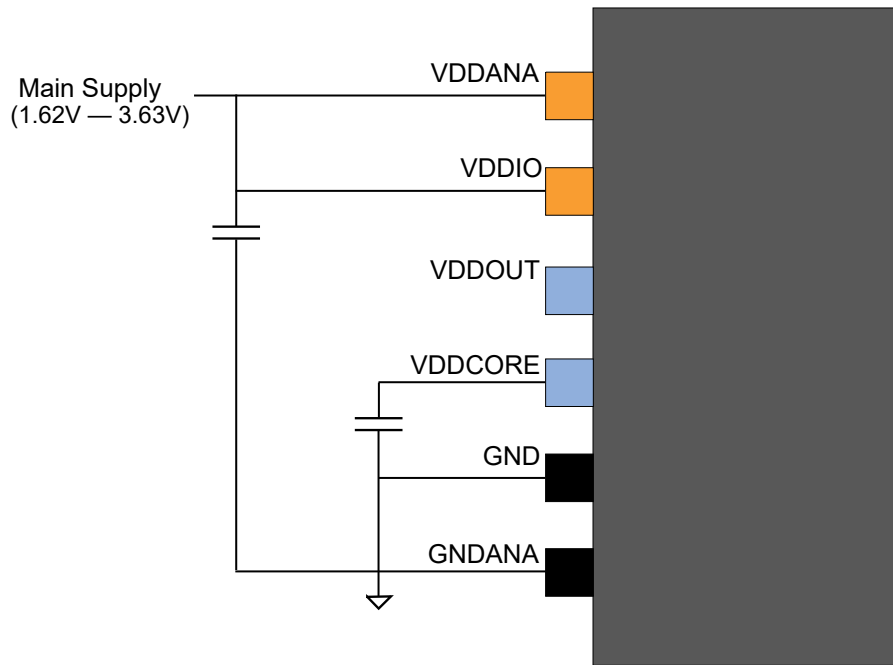 VDDANA
Main Supply
(1.62V — 3.63V)
VDDIO
VDDOUT
VDDCORE
GND
GNDANA